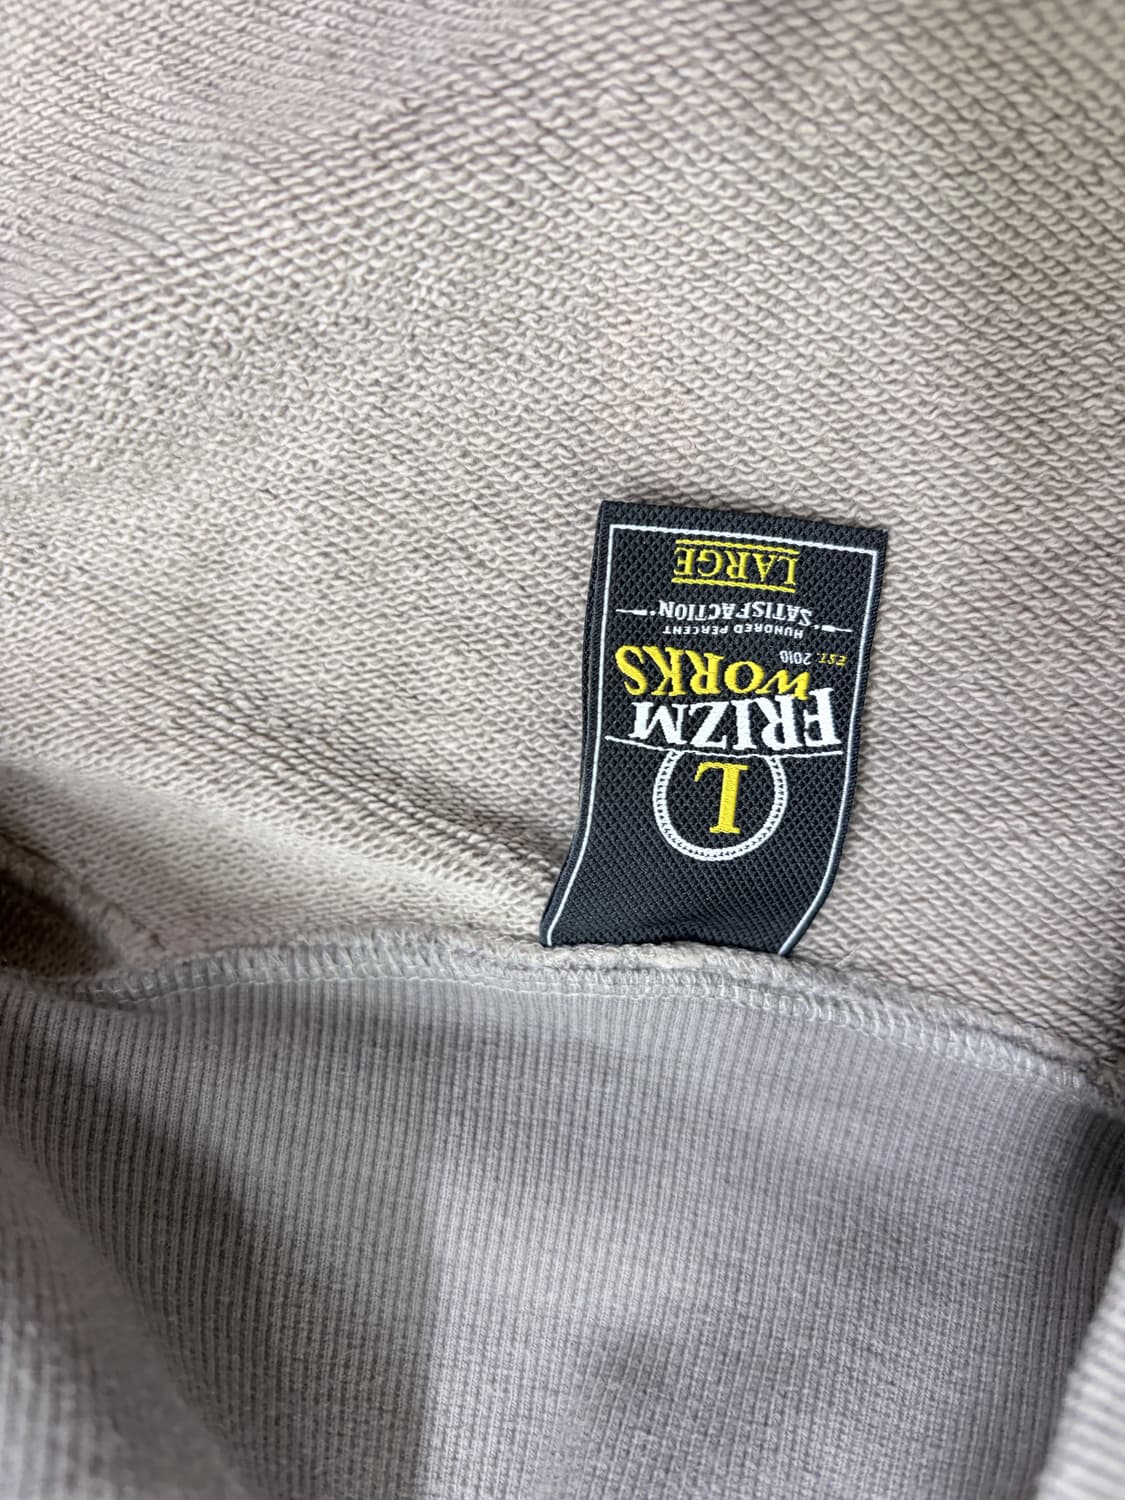 L
FRIZM
WORKS
EST. 2010
HUNDRED PERCENT
SATISFACTION
LARGE